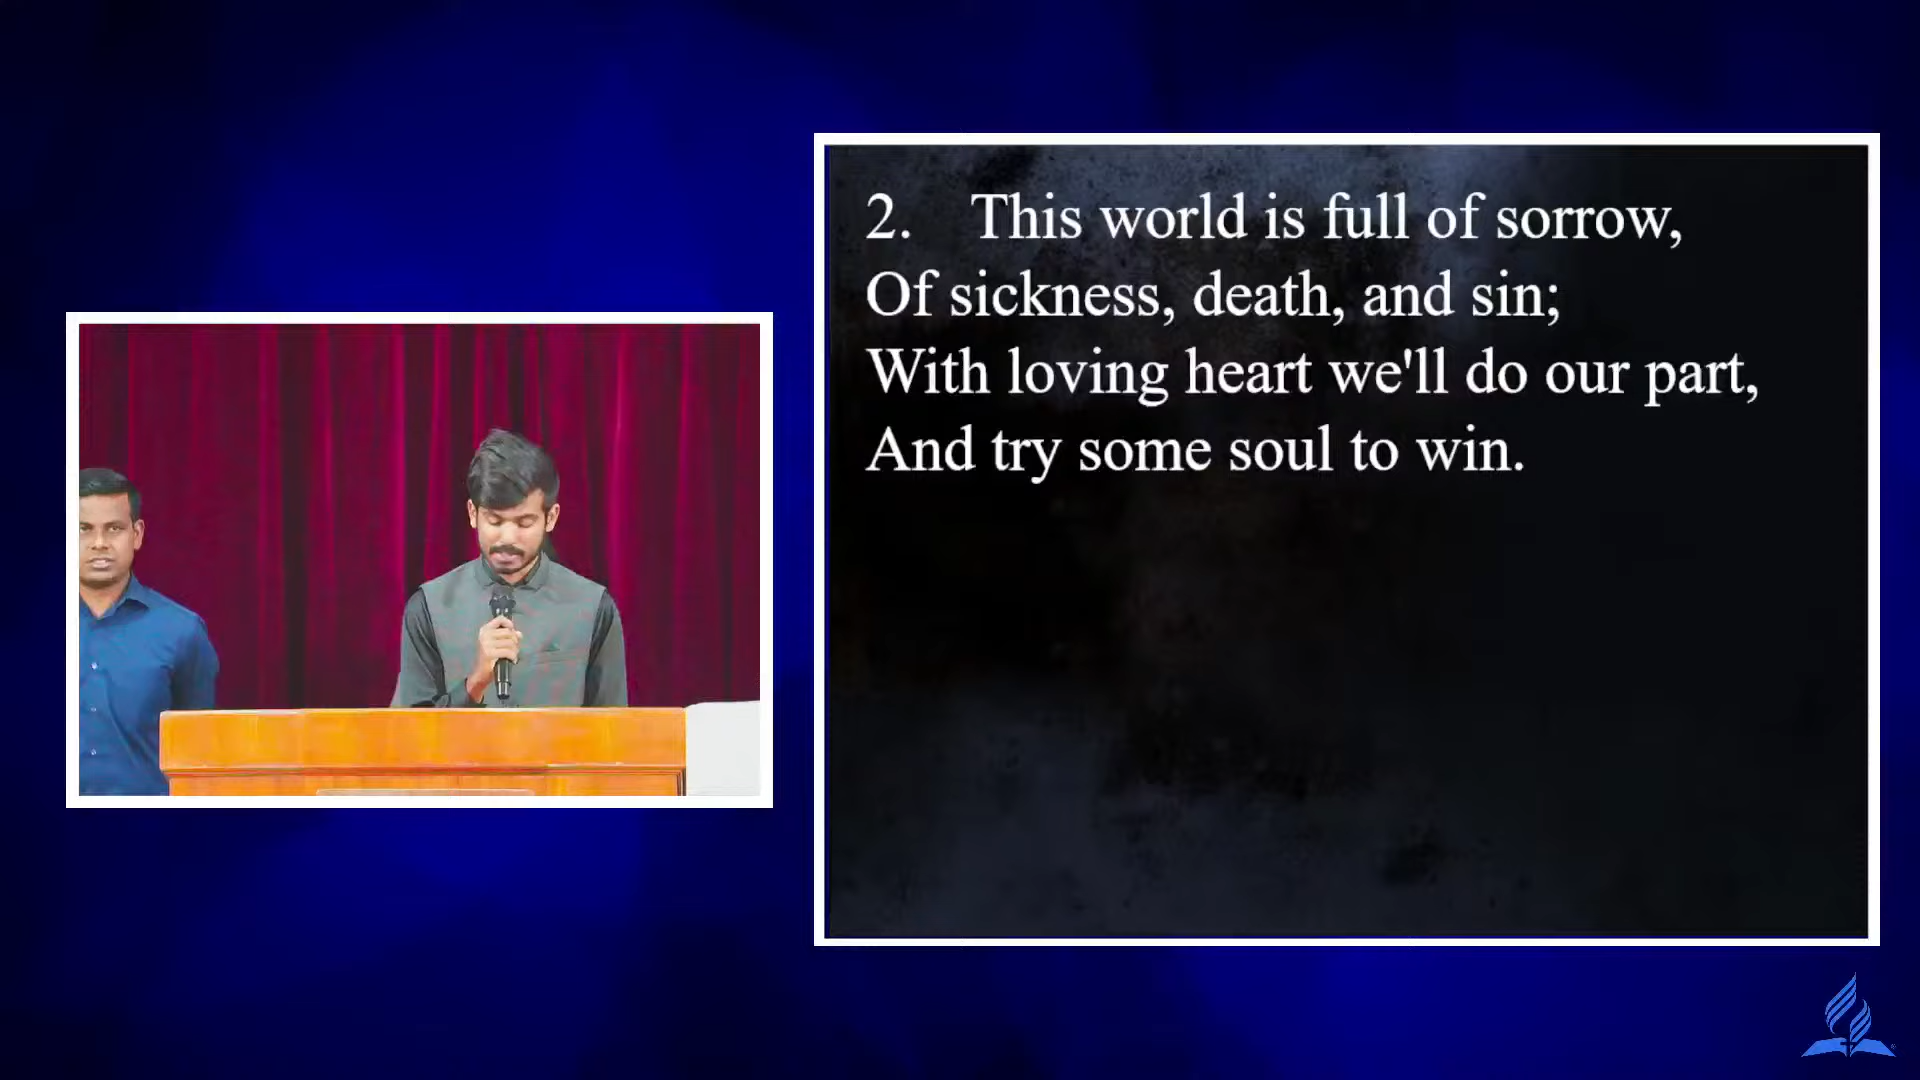 2. This world is full of sorrow,
Of sickness, death, and sin;
With loving heart we'll do our part,
And try some soul to win.